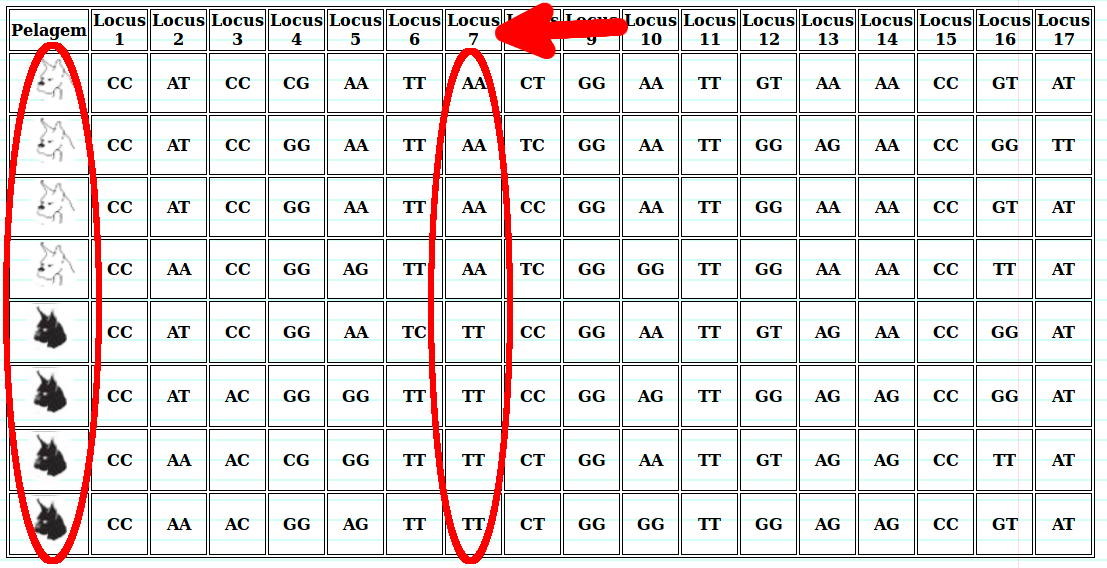 Pelagem Locus 1 Locus 2 Locus 3 Locus 4 Locus 5 Locus 6 Locus 7 Locus Locus 9 Locus 10 Locus 11 Locus 12 Locus 13 Locus 14 Locus 15 Locus 16 Locus 17
CC AT CC CG AA TT AA CT GG AA TT GT AA AA CC GT AT
CC AT CC GG AA TT AA TC GG AA TT GG AG AA CC GG TT
CC AT CC GG AA TT AA CC GG AA TT GG AA AA CC GT AT
CC AA CC GG AG TT AA TC GG GG TT GG AA AA CC TT AT
CC AT CC GG AA TC TT CC GG AA TT GT AG AA CC GG AT
CC AT AC GG GG TT TT CC GG AG TT GG AG AG CC GG AT
CC AA AC CG GG TT TT CT GG AA TT GT AG AG CC TT AT
CC AA AC GG AG TT TT CT GG GG TT GG AG AG CC GT AT